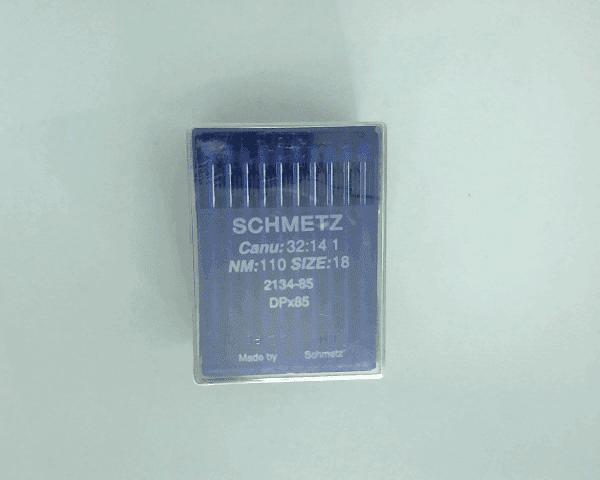 SCHMETZ
Canu: 32:14 1
NM:110 SIZE:18
2134-85
DPx85
Made by Schmetz